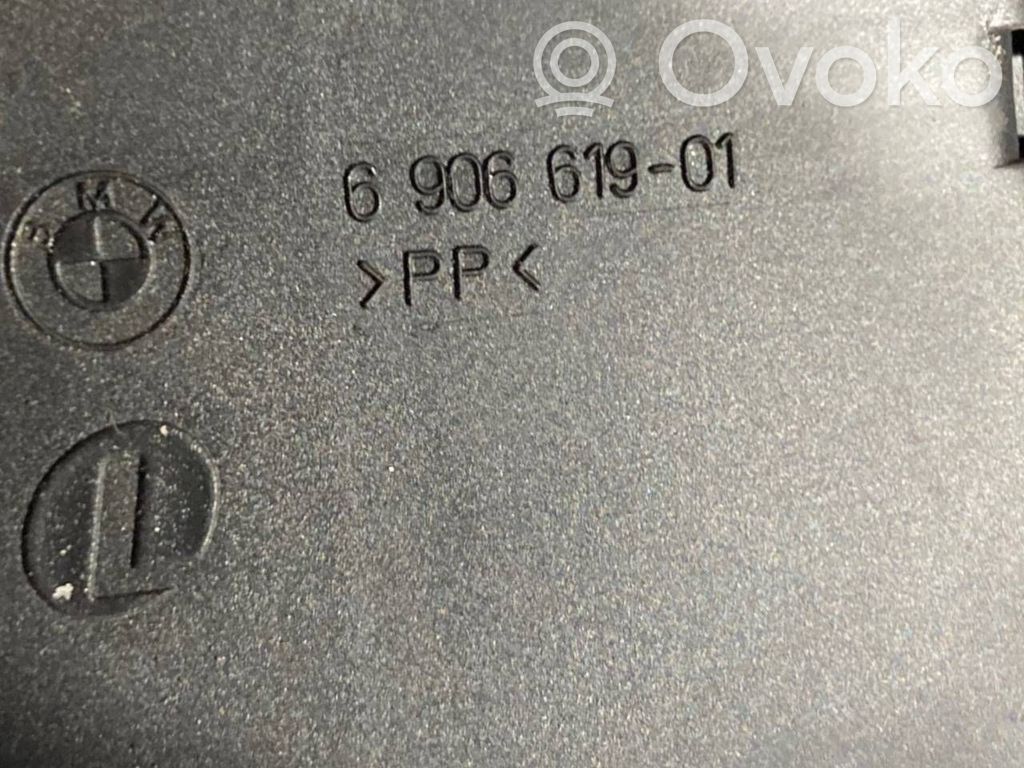 Ovoko
6 906 619-01
BMW
>PP<
L